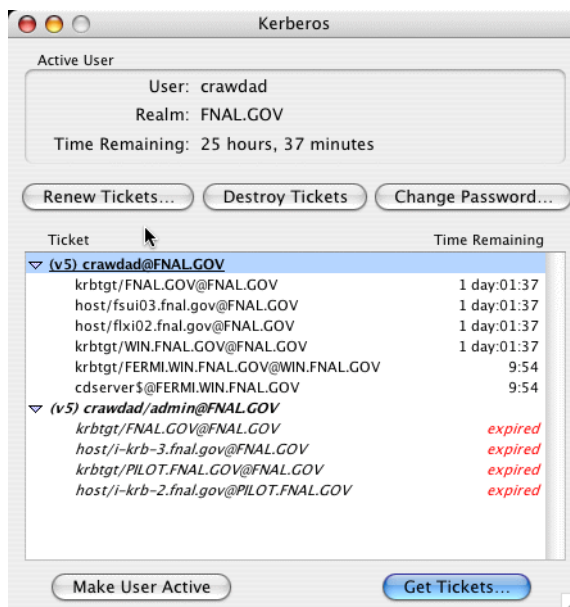 Kerberos
Active User
User: crawdad
Realm: FNAL.GOV
Time Remaining: 25 hours, 37 minutes
Renew Tickets... Destroy Tickets Change Password...
Ticket Time Remaining
(v5) crawdad@FNAL.GOV
krbtgt/FNAL.GOV@FNAL.GOV 1 day:01:37
host/fsui03.fnal.gov@FNAL.GOV 1 day:01:37
host/flxi02.fnal.gov@FNAL.GOV 1 day:01:37
krbtgt/WIN.FNAL.GOV@FNAL.GOV 1 day:01:37
krbtgt/FERMI.WIN.FNAL.GOV@WIN.FNAL.GOV 9:54
cdserver$@FERMI.WIN.FNAL.GOV 9:54
(v5) crawdad/admin@FNAL.GOV
krbtgt/FNAL.GOV@FNAL.GOV expired
host/i-krb-3.fnal.gov@FNAL.GOV expired
krbtgt/PILOT.FNAL.GOV@FNAL.GOV expired
host/i-krb-2.fnal.gov@PILOT.FNAL.GOV expired
Make User Active Get Tickets...